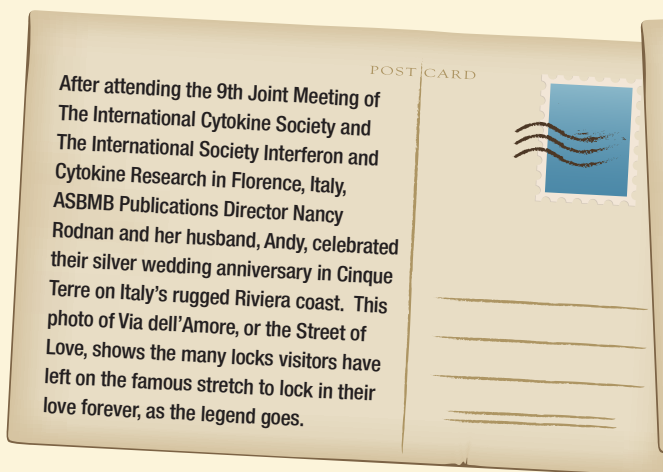 POST CARD
After attending the 9th Joint Meeting of
The International Cytokine Society and
The International Society Interferon and
Cytokine Research in Florence, Italy,
ASBMB Publications Director Nancy
Rodnan and her husband, Andy, celebrated
their silver wedding anniversary in Cinque
Terre on Italy's rugged Riviera coast.  This
photo of Via dell'Amore, or the Street of
Love, shows the many locks visitors have
left on the famous stretch to lock in their
love forever, as the legend goes.